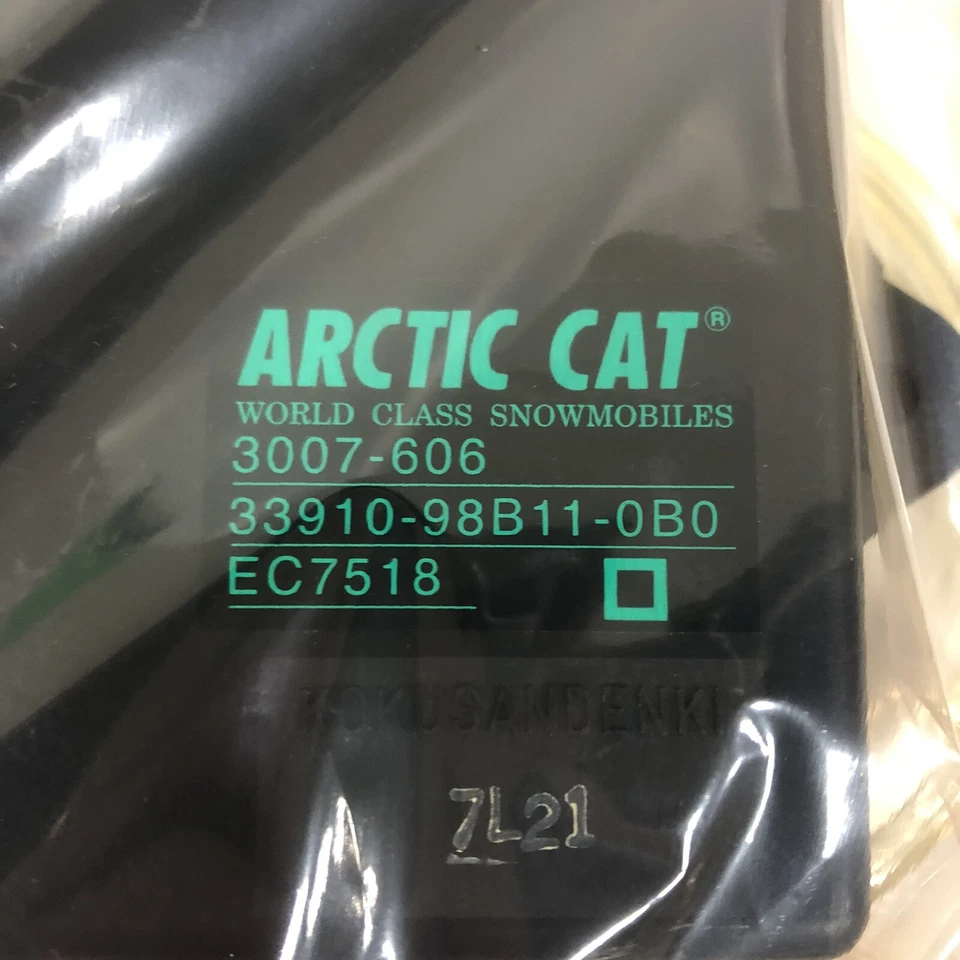 ARCTIC CAT®
WORLD CLASS SNOWMOBILES
3007-606
33910-98B11-0B0
EC7518
KOKUSANDENKI
7L21